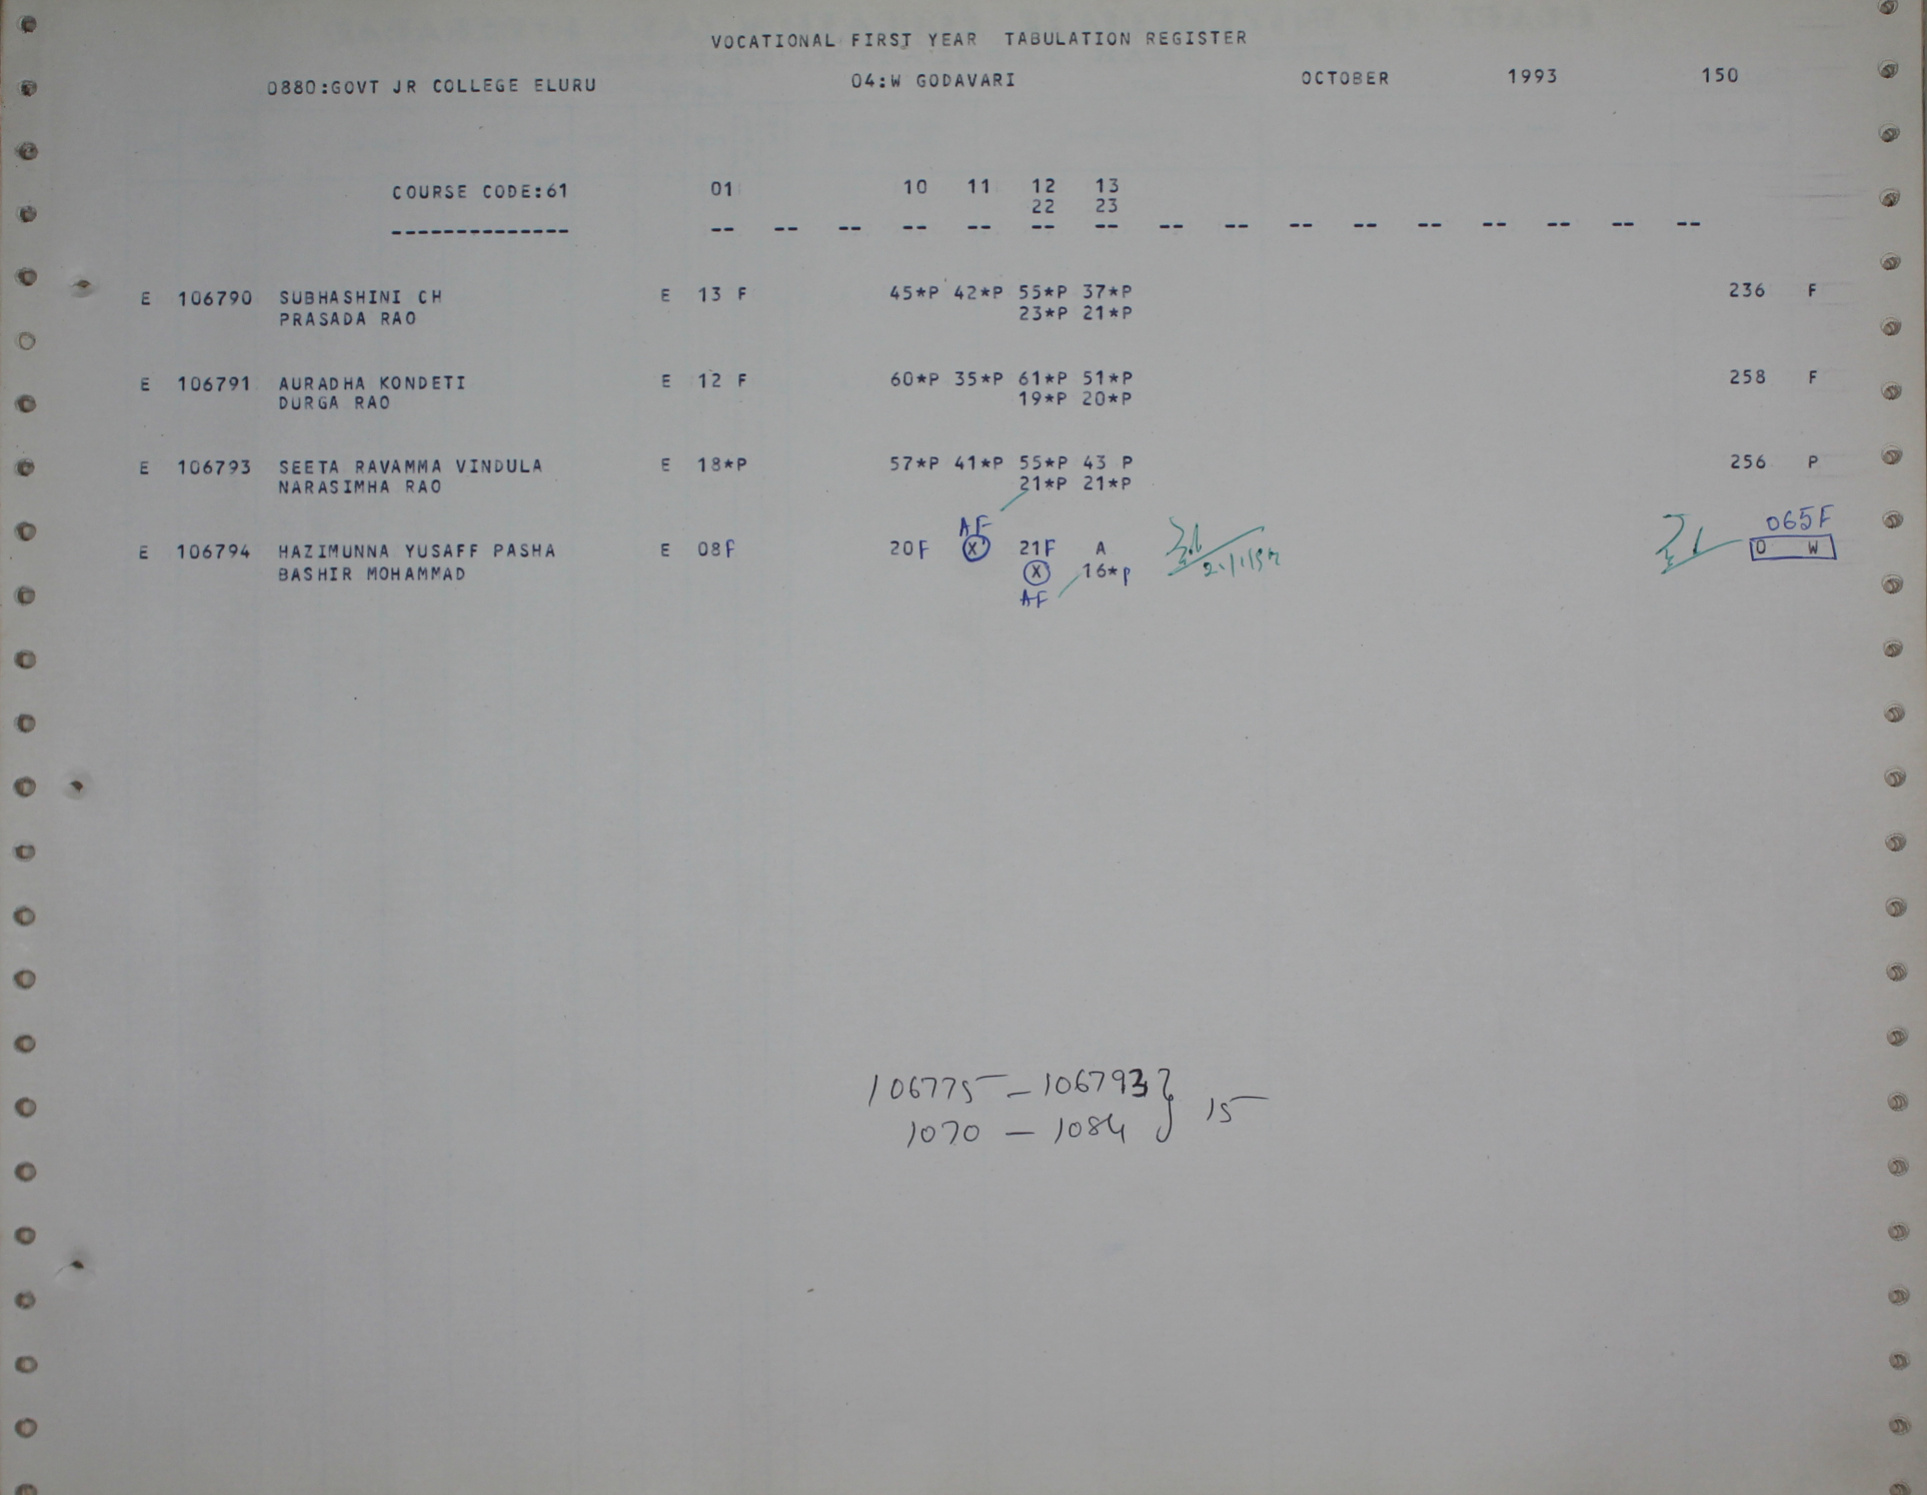 VOCATIONAL FIRST YEAR TABULATION REGISTER
0880:GOVT JR COLLEGE ELURU 04:W GODAVARI OCTOBER 1993 150
COURSE CODE:61 01 10 11 12 13
22 23
-------------- -- -- -- -- -- -- -- -- -- -- -- -- -- -- -- --
E 106790 SUBHASHINI CH E 13 F 45*P 42*P 55*P 37*P 236 F
PRASADA RAO 23*P 21*P
E 106791 AURADHA KONDETI E 12 F 60*P 35*P 61*P 51*P 258 F
DURGA RAO 19*P 20*P
E 106793 SEETA RAVAMMA VINDULA E 18*P 57*P 41*P 55*P 43 P 256 P
NARASIMHA RAO 21*P 21*P
AF 065F
E 106794 HAZIMUNNA YUSAFF PASHA E 08F 20F X 21F A 0 W
BASHIR MOHAMMAD X 16*P
AF
106775 - 106793 } 15
1070 - 1084